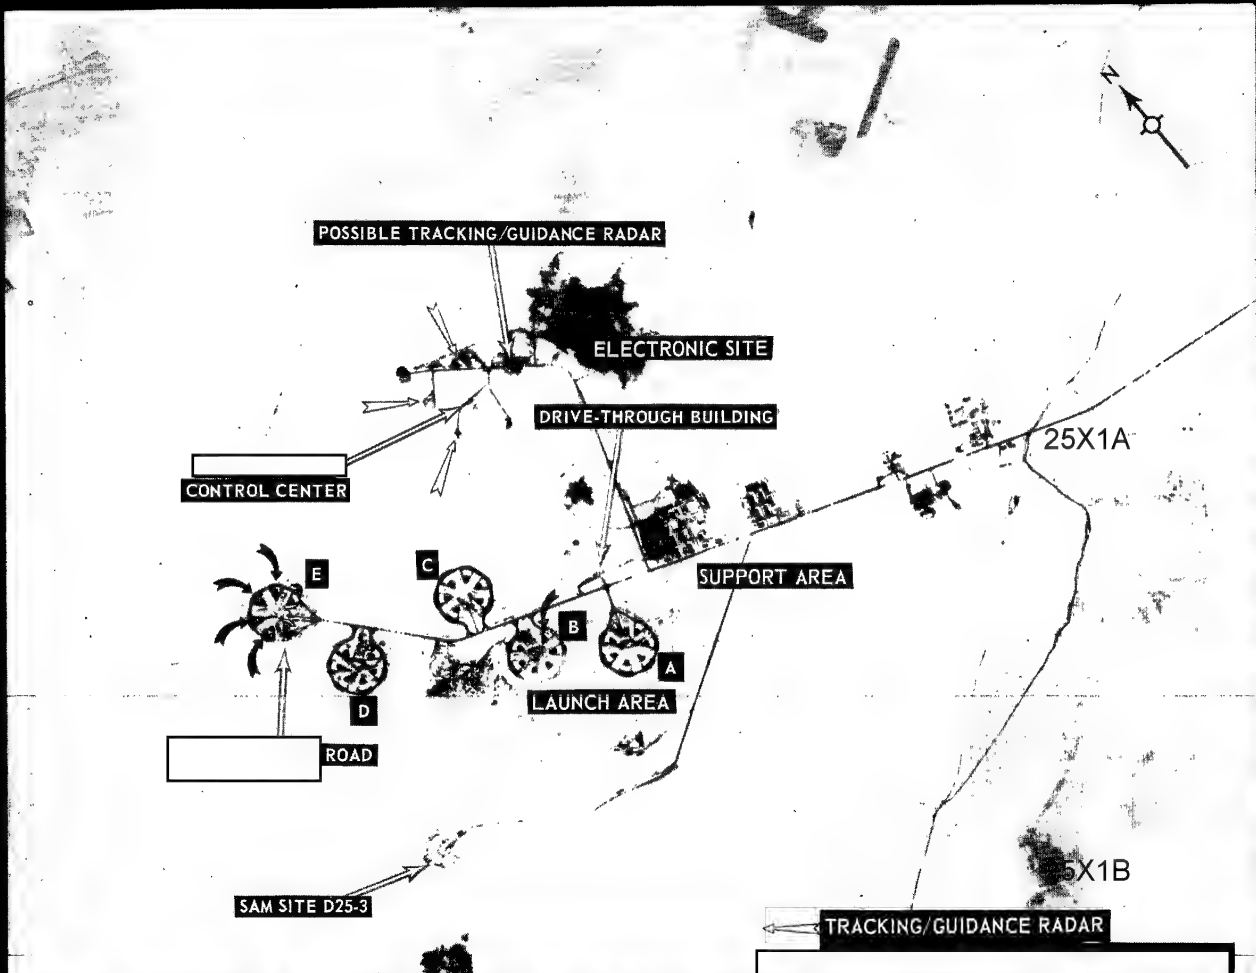 N
POSSIBLE TRACKING/GUIDANCE RADAR
ELECTRONIC SITE
DRIVE-THROUGH BUILDING
25X1A
CONTROL CENTER
E
C
SUPPORT AREA
B
A
LAUNCH AREA
D
ROAD
25X1B
SAM SITE D25-3
TRACKING/GUIDANCE RADAR